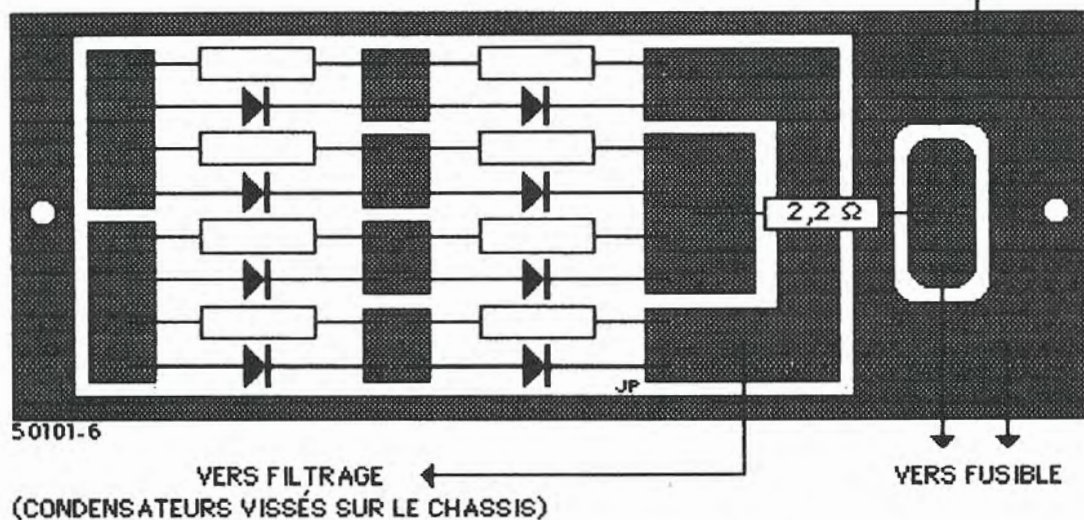 2,2 Ω
JP
50101-6
VERS FILTRAGE
(CONDENSATEURS VISSÉS SUR LE CHASSIS)
VERS FUSIBLE